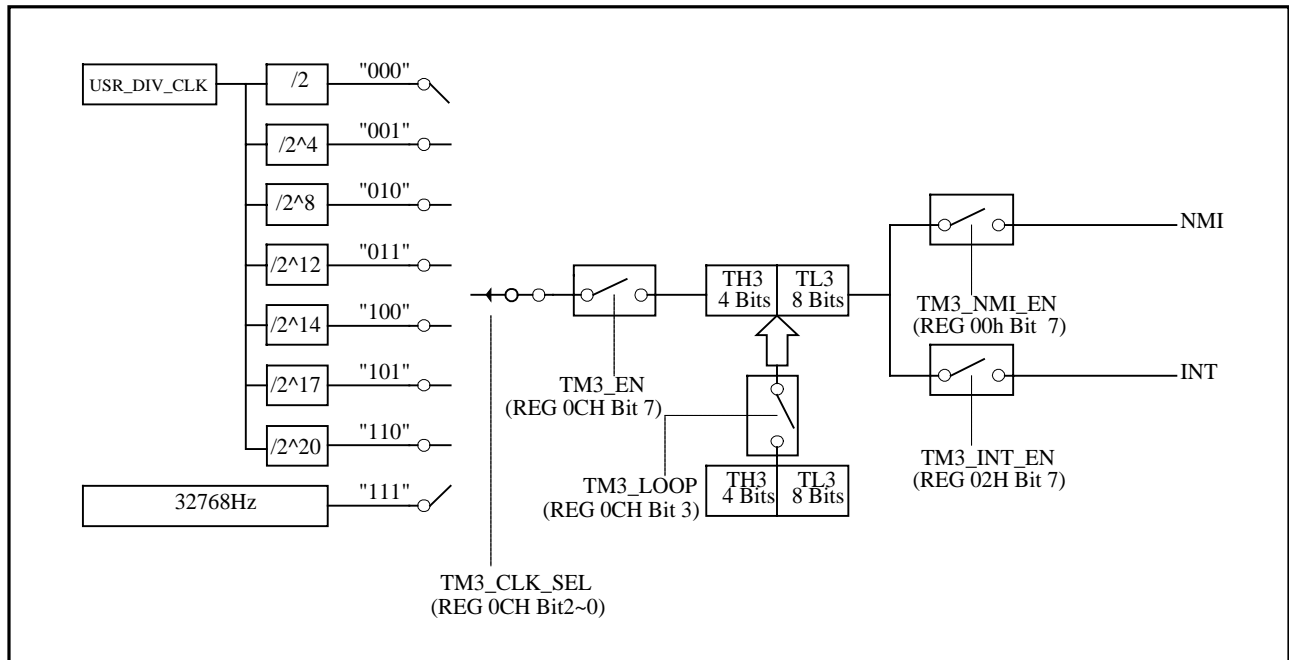 USR_DIV_CLK
/2
"000"
/2^4
"001"
/2^8
"010"
/2^12
"011"
/2^14
"100"
/2^17
"101"
/2^20
"110"
32768Hz
"111"
TM3_CLK_SEL
(REG 0CH Bit2~0)
TM3_EN
(REG 0CH Bit 7)
TH3
4 Bits
TL3
8 Bits
TM3_LOOP
(REG 0CH Bit 3)
TH3
4 Bits
TL3
8 Bits
NMI
TM3_NMI_EN
(REG 00h Bit 7)
INT
TM3_INT_EN
(REG 02H Bit 7)